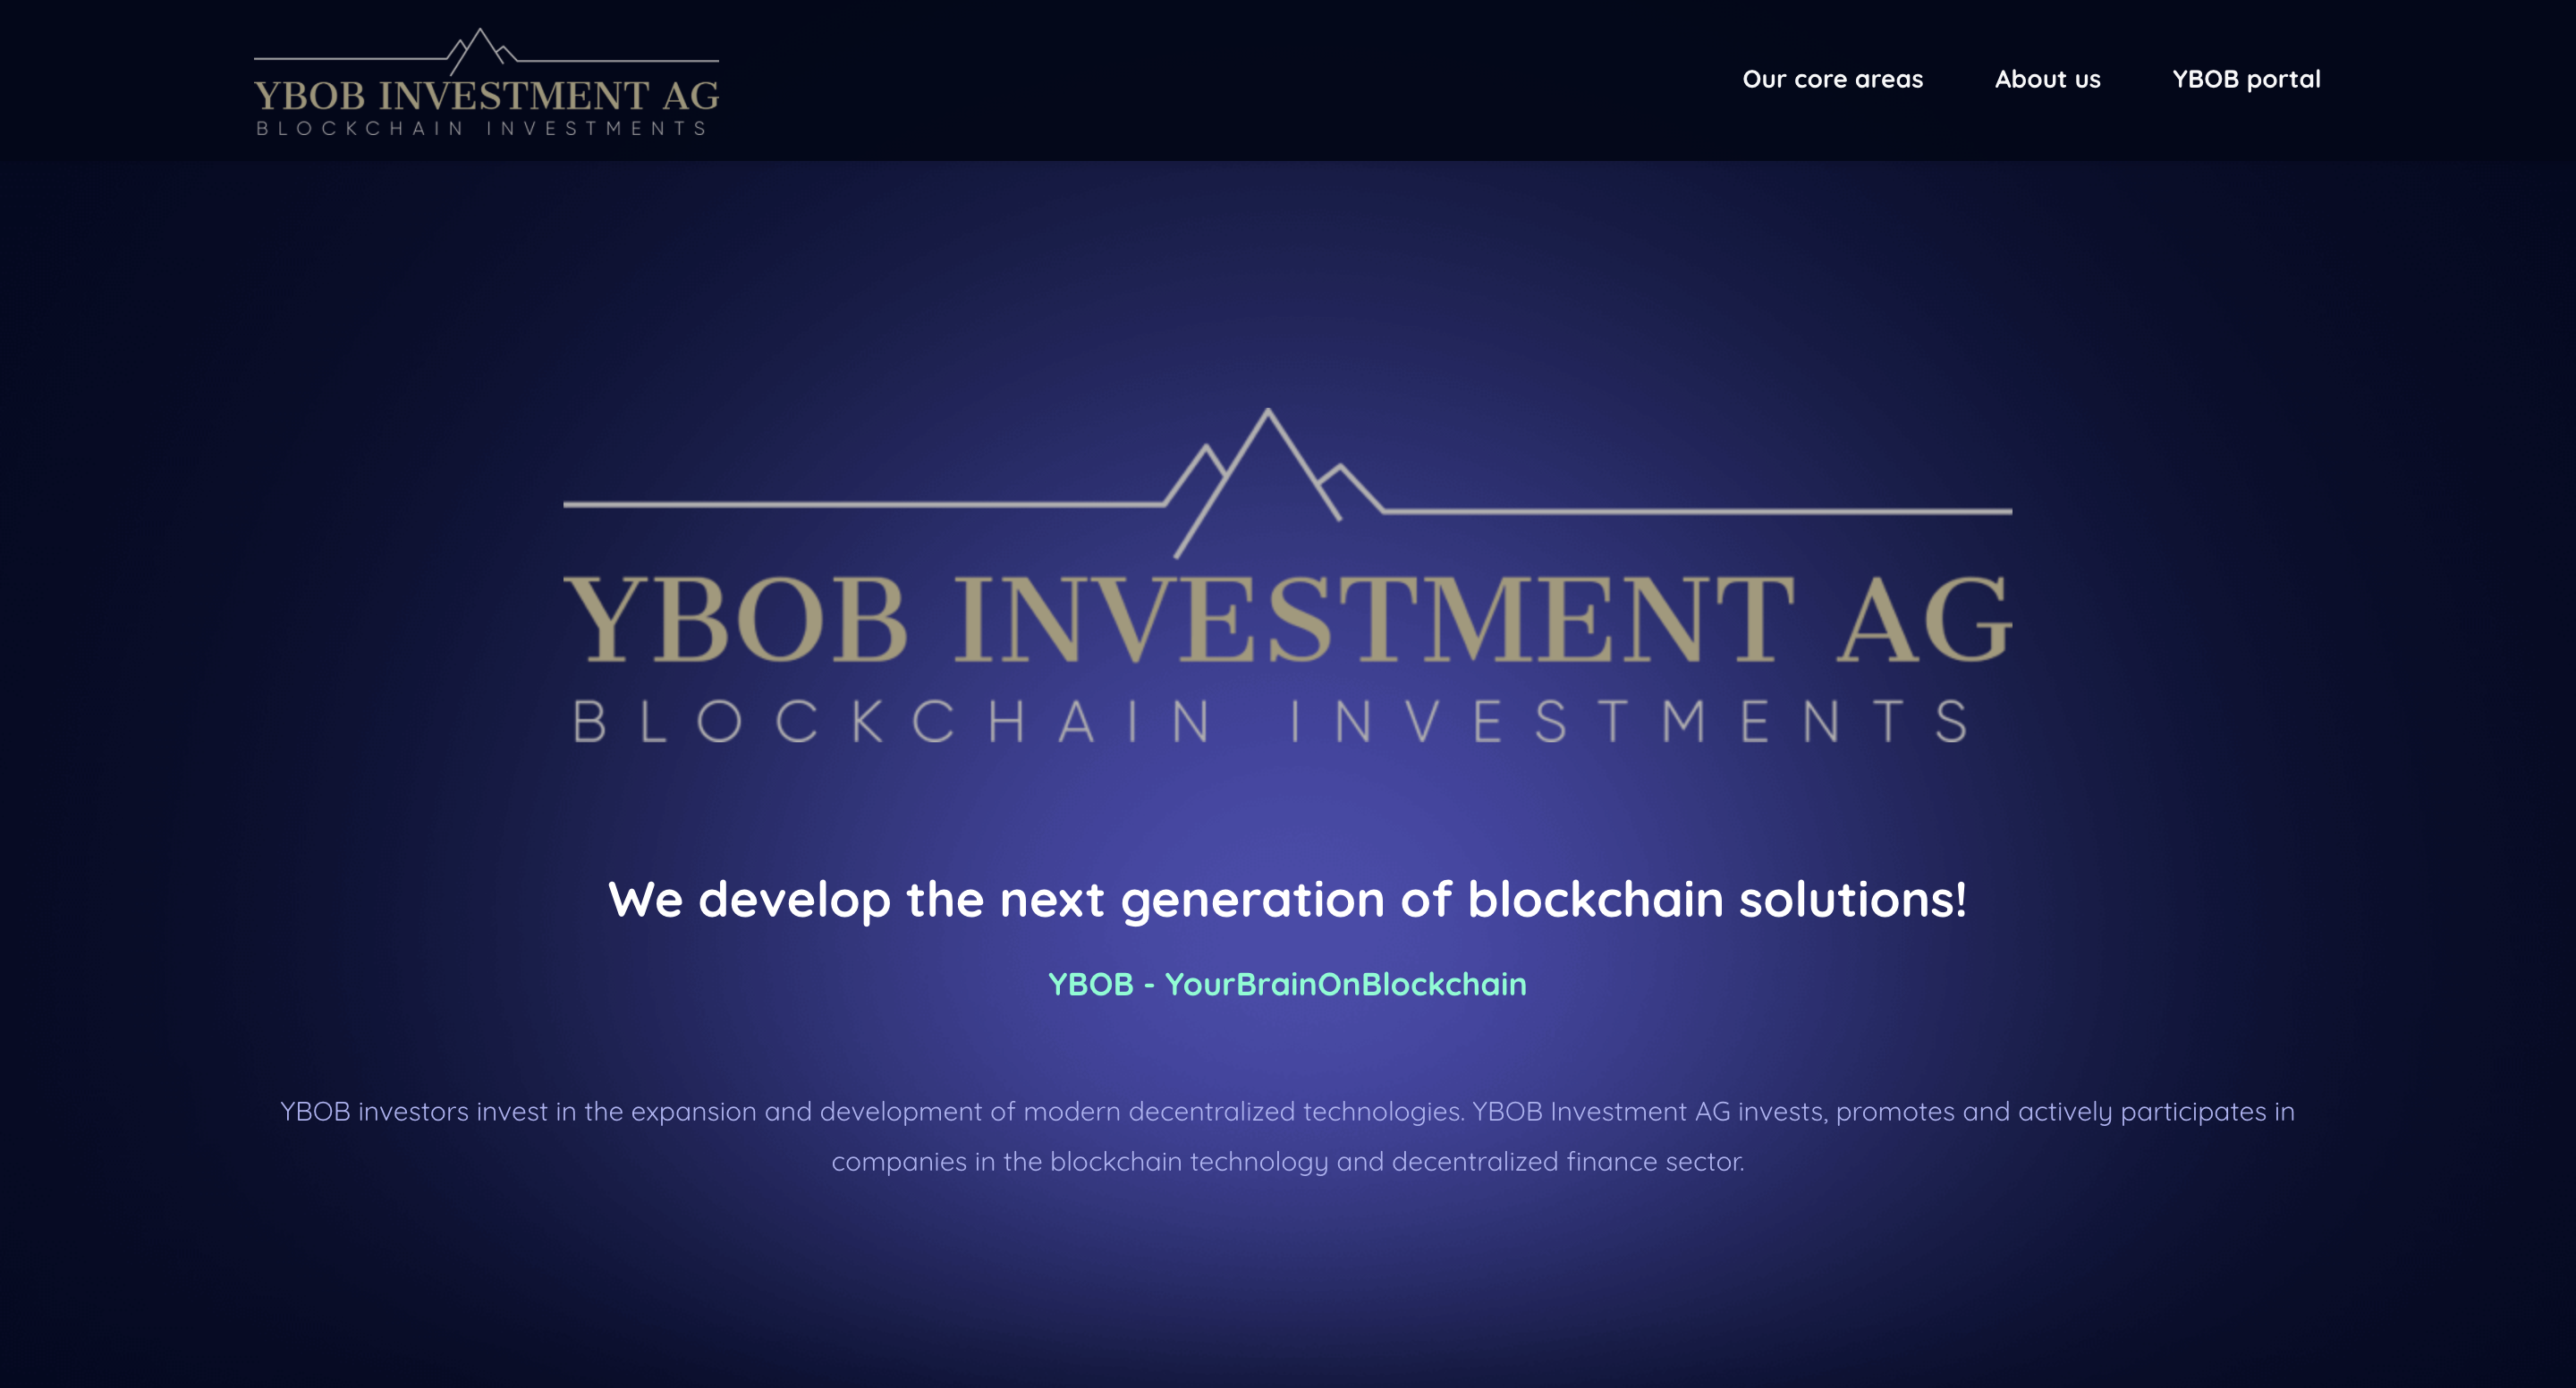 YBOB INVESTMENT AG
BLOCKCHAIN INVESTMENTS
Our core areas
About us
YBOB portal
YBOB INVESTMENT AG
BLOCKCHAIN INVESTMENTS
We develop the next generation of blockchain solutions!
YBOB - YourBrainOnBlockchain
YBOB investors invest in the expansion and development of modern decentralized technologies. YBOB Investment AG invests, promotes and actively participates in
companies in the blockchain technology and decentralized finance sector.